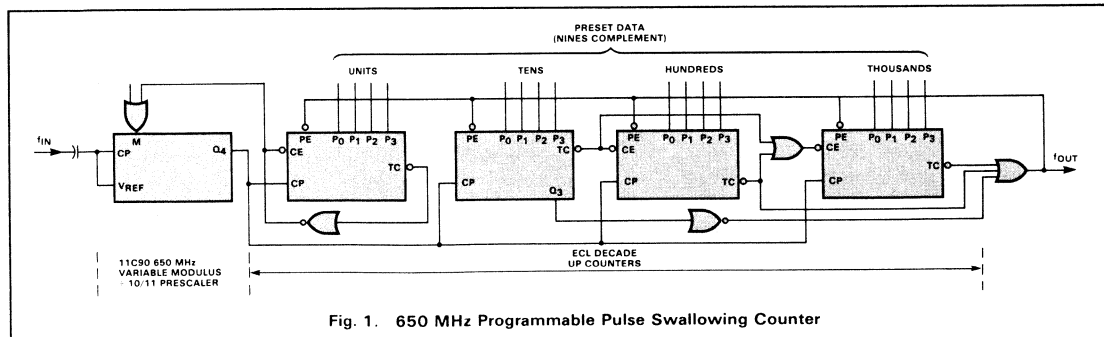 PRESET DATA
(NINES COMPLEMENT)
UNITS TENS HUNDREDS THOUSANDS
PE P0 P1 P2 P3 PE P0 P1 P2 P3 PE P0 P1 P2 P3 PE P0 P1 P2 P3
fIN
M
CP Q4
VREF
CE TC CP
TC CP Q3
CE TC CP
CE TC CP
fOUT
11C90 650 MHz
VARIABLE MODULUS
÷ 10/11 PRESCALER
ECL DECADE
UP COUNTERS
Fig. 1. 650 MHz Programmable Pulse Swallowing Counter